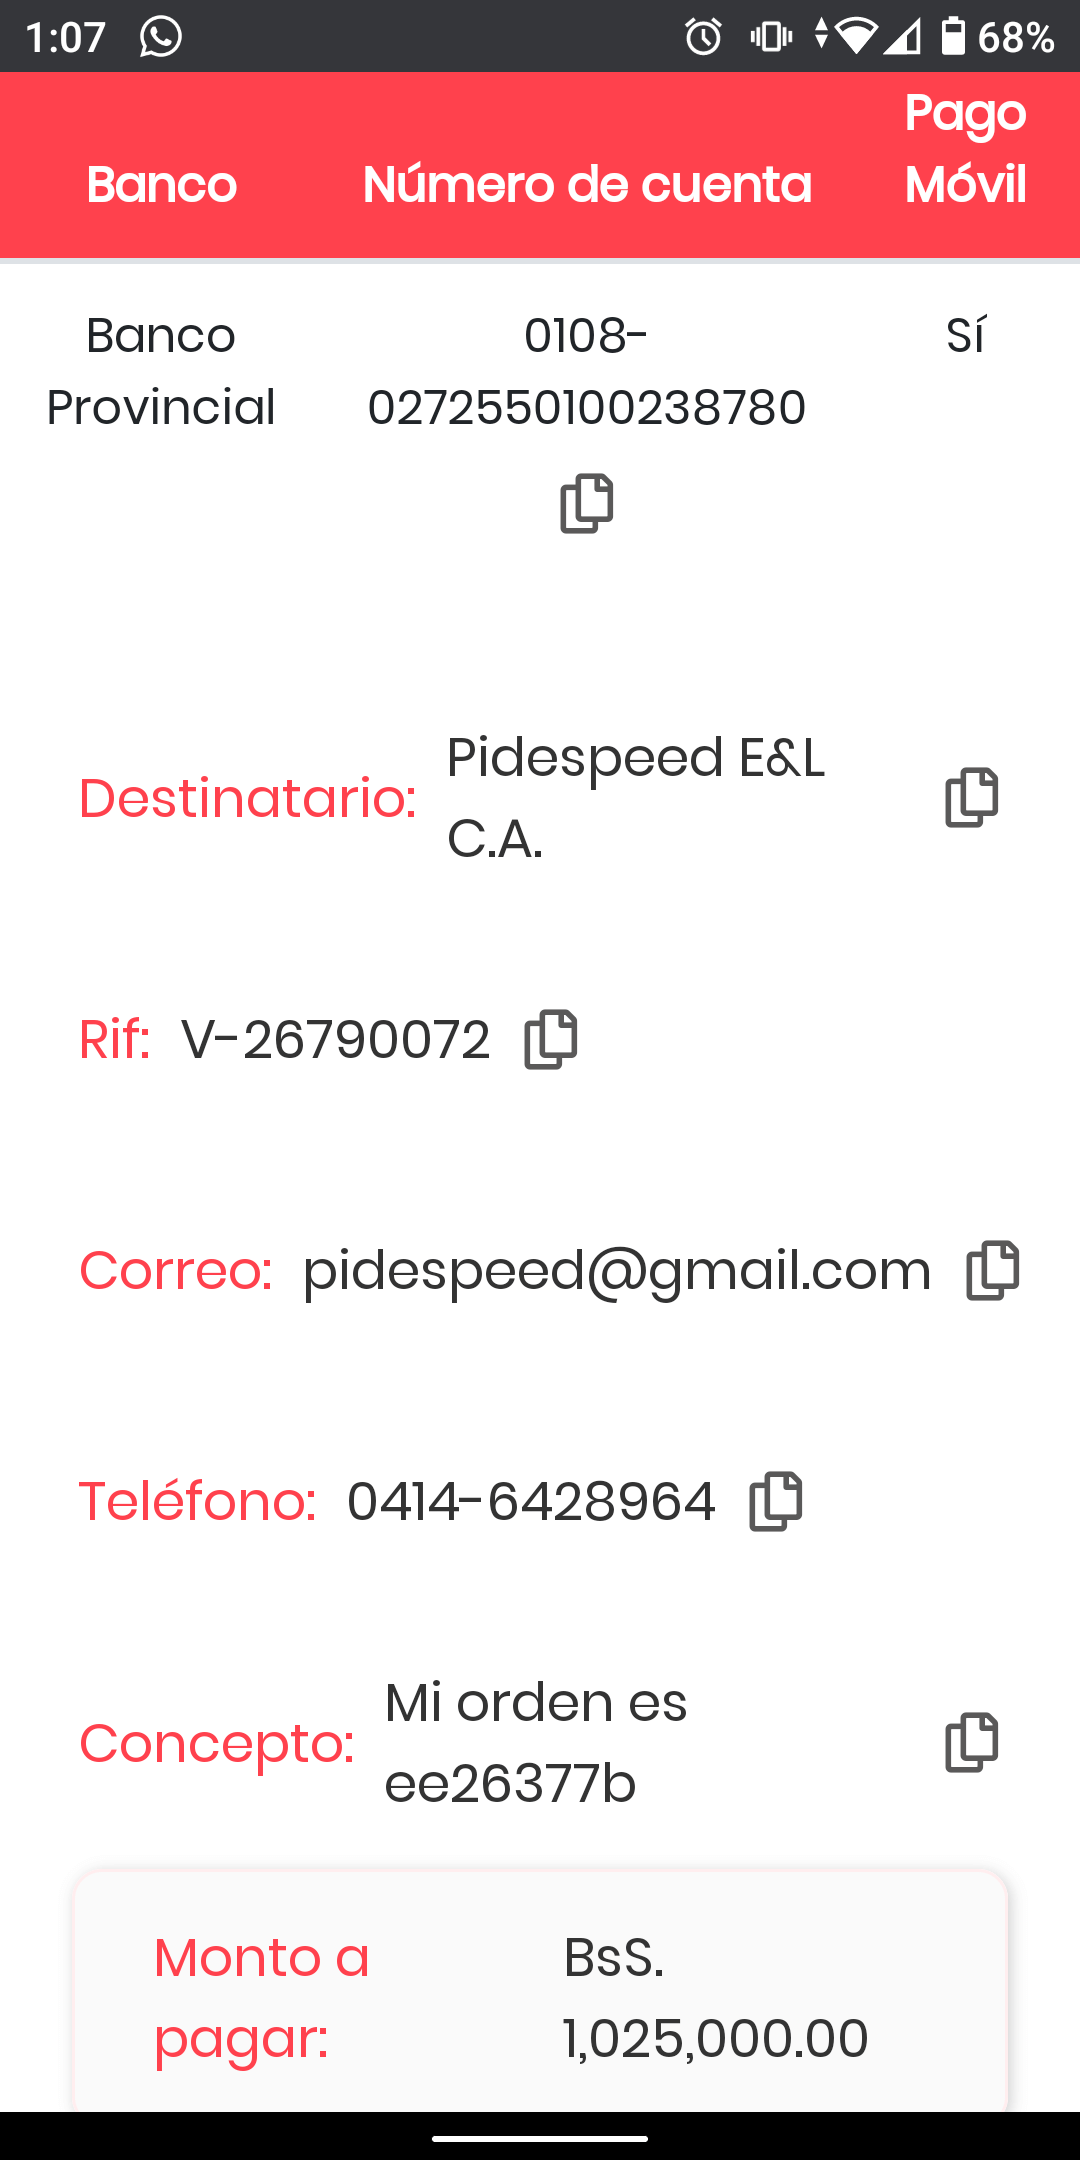 1:07 68%
Pago
Banco Número de cuenta Móvil
Banco 0108- Sí
Provincial 0272550100238780
Pidespeed E&L
Destinatario:
C.A.
Rif: V-26790072
Correo: pidespeed@gmail.com
Teléfono: 0414-6428964
Mi orden es
Concepto:
ee26377b
Monto a BsS.
pagar: 1,025,000.00